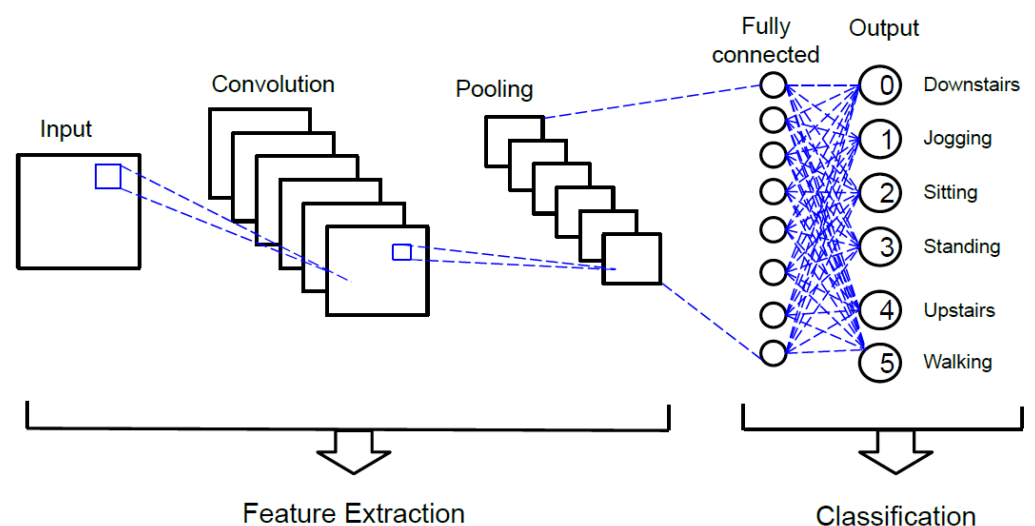 Input
Convolution
Pooling
Fully
connected
Output
0 Downstairs
1 Jogging
2 Sitting
3 Standing
4 Upstairs
5 Walking
Feature Extraction
Classification